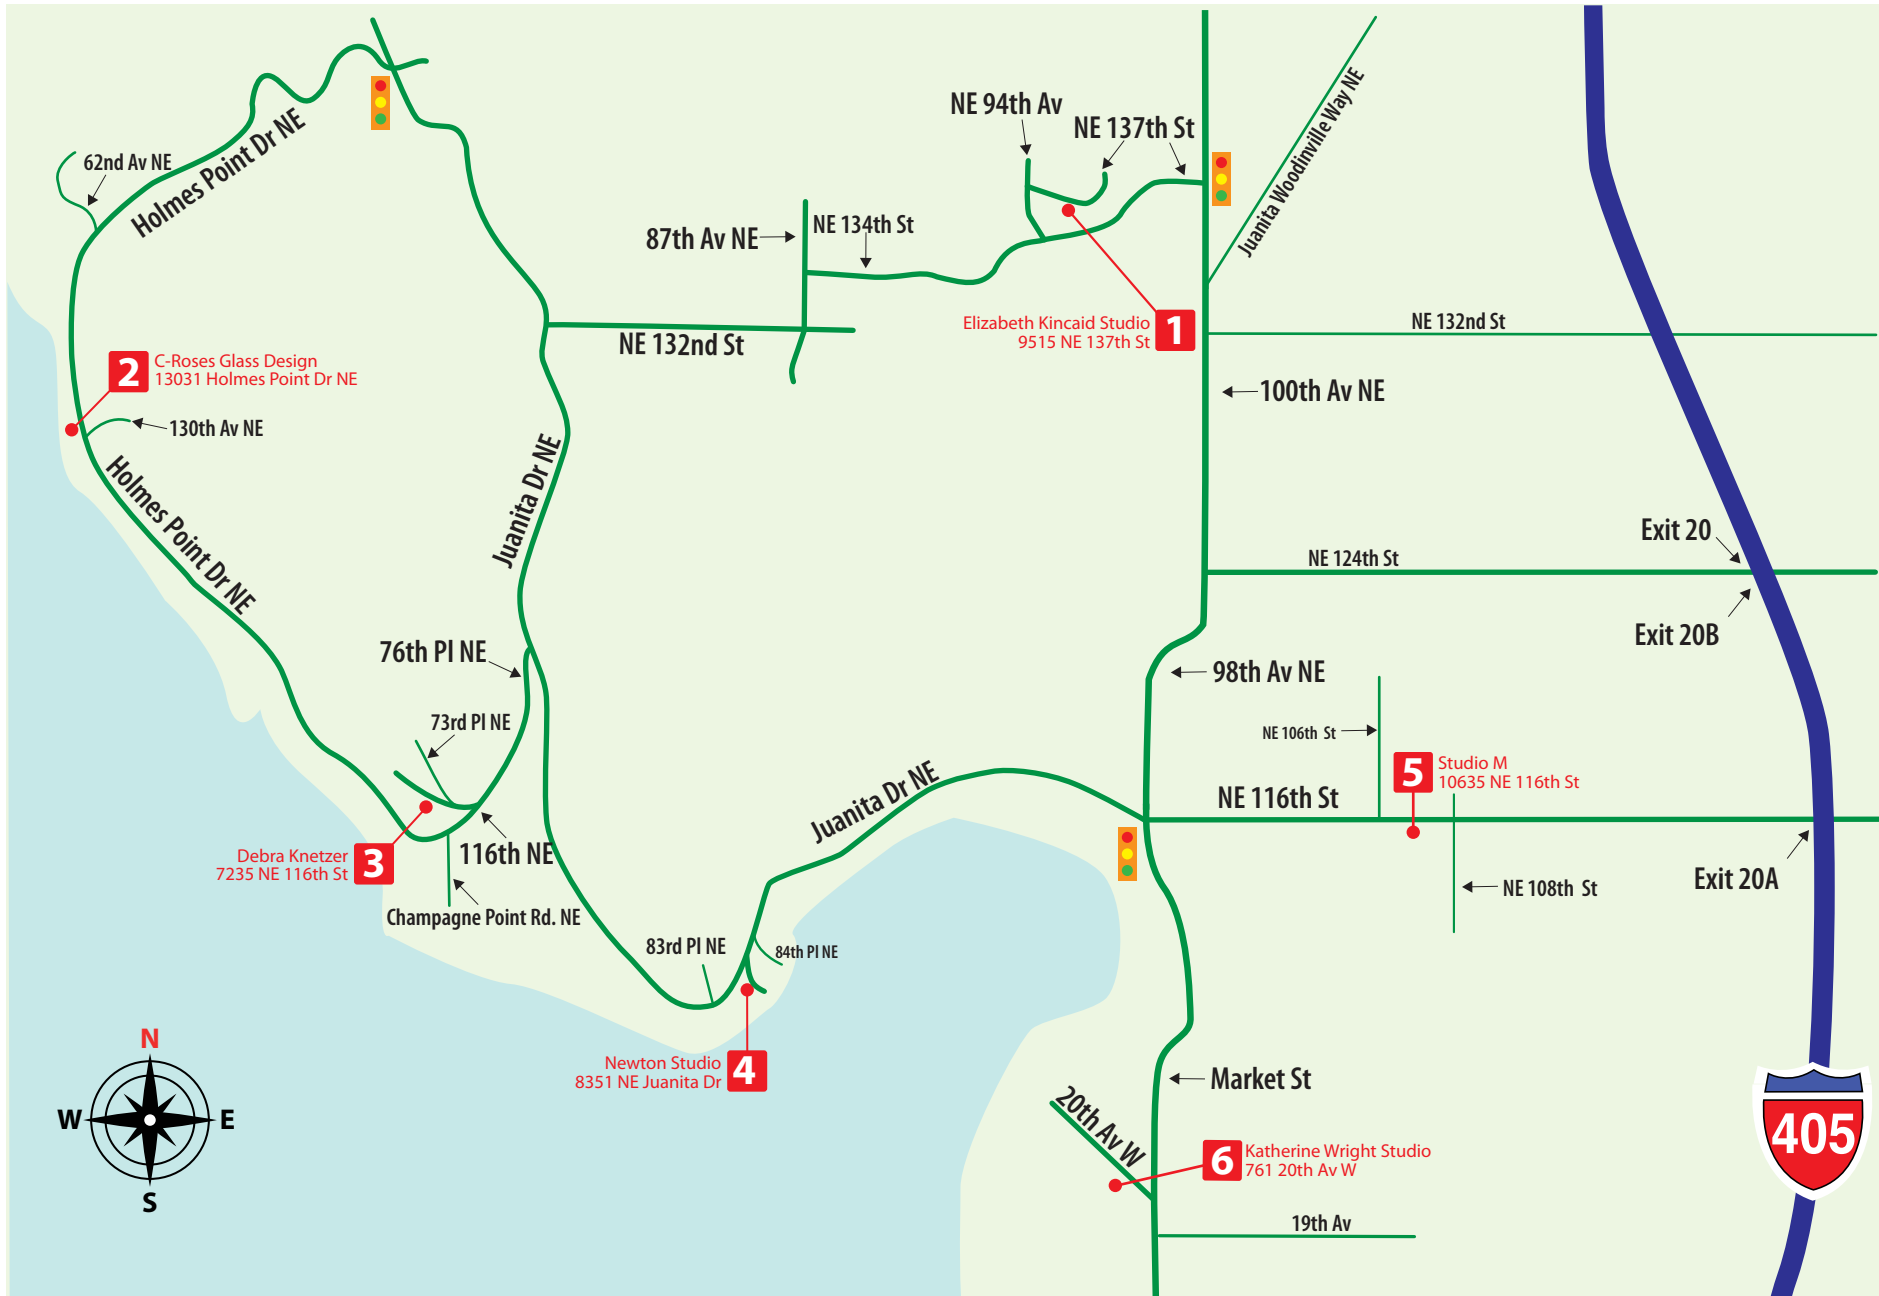 NE 94th Av
NE 137th St
Juanita Woodinville Way NE
62nd Av NE
Holmes Point Dr NE
87th Av NE
NE 134th St
1
Elizabeth Kincaid Studio
9515 NE 137th St
NE 132nd St
NE 132nd St
2
C-Roses Glass Design
13031 Holmes Point Dr NE
100th Av NE
130th Av NE
Holmes Point Dr NE
Juanita Dr NE
Exit 20
NE 124th St
Exit 20B
76th Pl NE
98th Av NE
73rd Pl NE
NE 106th St
5
Studio M
10635 NE 116th St
Juanita Dr NE
NE 116th St
116th NE
3
Debra Knetzer
7235 NE 116th St
Exit 20A
NE 108th St
Champagne Point Rd. NE
83rd Pl NE
84th Pl NE
4
Newton Studio
8351 NE Juanita Dr
N
W
E
S
Market St
20th Av W
6
Katherine Wright Studio
761 20th Av W
405
19th Av